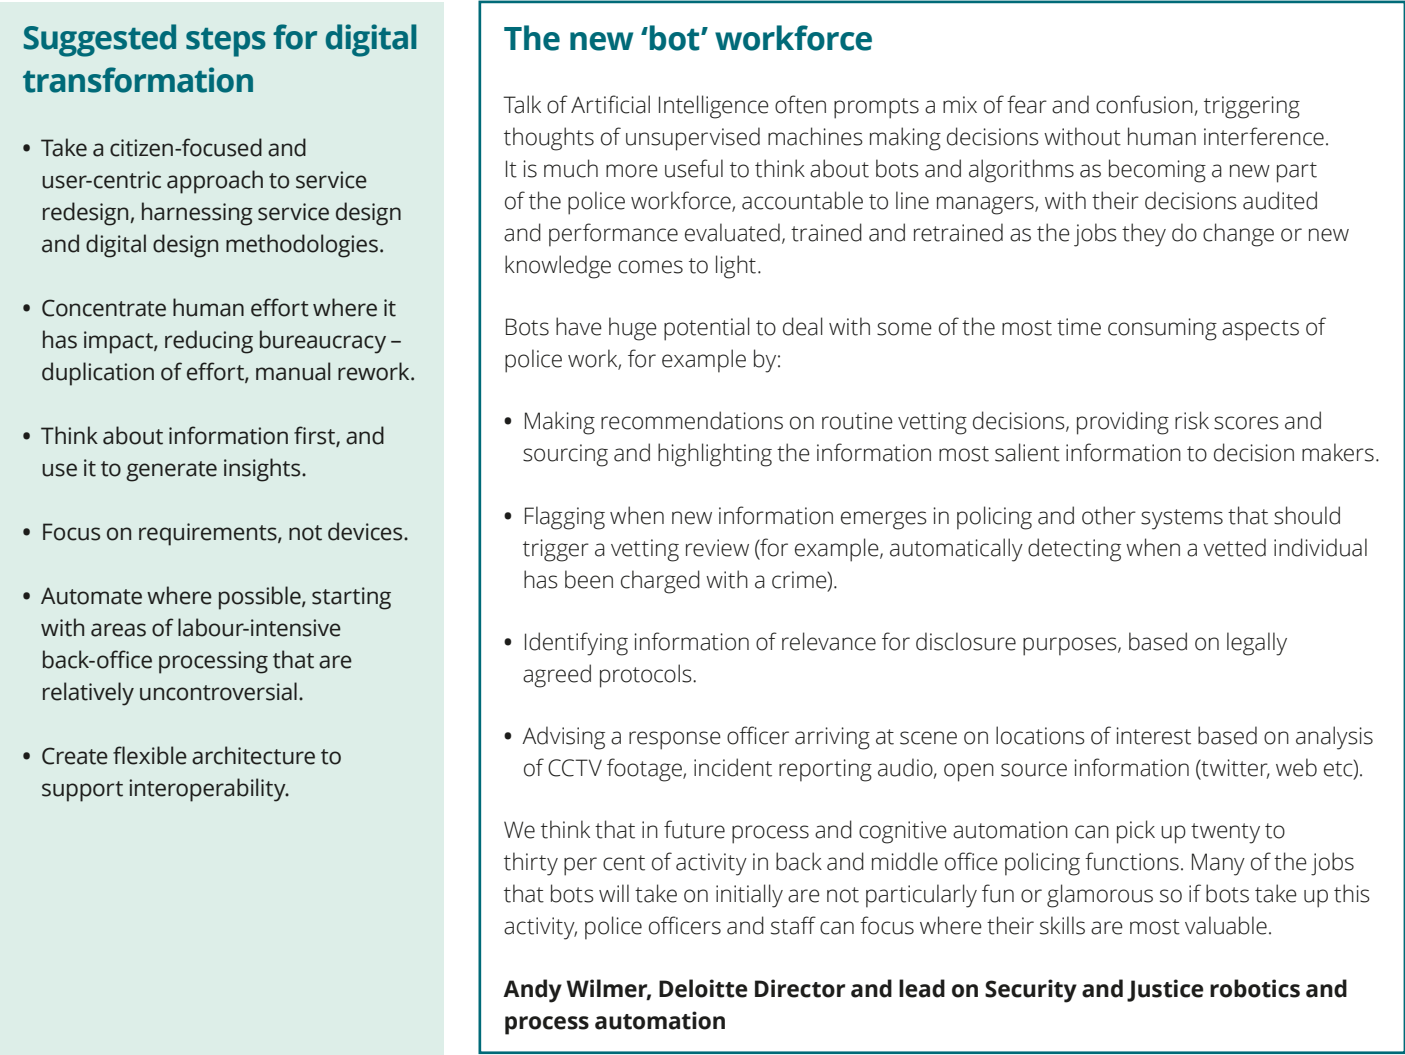 Suggested steps for digital
transformation
• Take a citizen-focused and
user-centric approach to service
redesign, harnessing service design
and digital design methodologies.
• Concentrate human effort where it
has impact, reducing bureaucracy –
duplication of effort, manual rework.
• Think about information first, and
use it to generate insights.
• Focus on requirements, not devices.
• Automate where possible, starting
with areas of labour-intensive
back-office processing that are
relatively uncontroversial.
• Create flexible architecture to
support interoperability.
The new ‘bot’ workforce
Talk of Artificial Intelligence often prompts a mix of fear and confusion, triggering
thoughts of unsupervised machines making decisions without human interference.
It is much more useful to think about bots and algorithms as becoming a new part
of the police workforce, accountable to line managers, with their decisions audited
and performance evaluated, trained and retrained as the jobs they do change or new
knowledge comes to light.
Bots have huge potential to deal with some of the most time consuming aspects of
police work, for example by:
• Making recommendations on routine vetting decisions, providing risk scores and
sourcing and highlighting the information most salient information to decision makers.
• Flagging when new information emerges in policing and other systems that should
trigger a vetting review (for example, automatically detecting when a vetted individual
has been charged with a crime).
• Identifying information of relevance for disclosure purposes, based on legally
agreed protocols.
• Advising a response officer arriving at scene on locations of interest based on analysis
of CCTV footage, incident reporting audio, open source information (twitter, web etc).
We think that in future process and cognitive automation can pick up twenty to
thirty per cent of activity in back and middle office policing functions. Many of the jobs
that bots will take on initially are not particularly fun or glamorous so if bots take up this
activity, police officers and staff can focus where their skills are most valuable.
Andy Wilmer, Deloitte Director and lead on Security and Justice robotics and
process automation